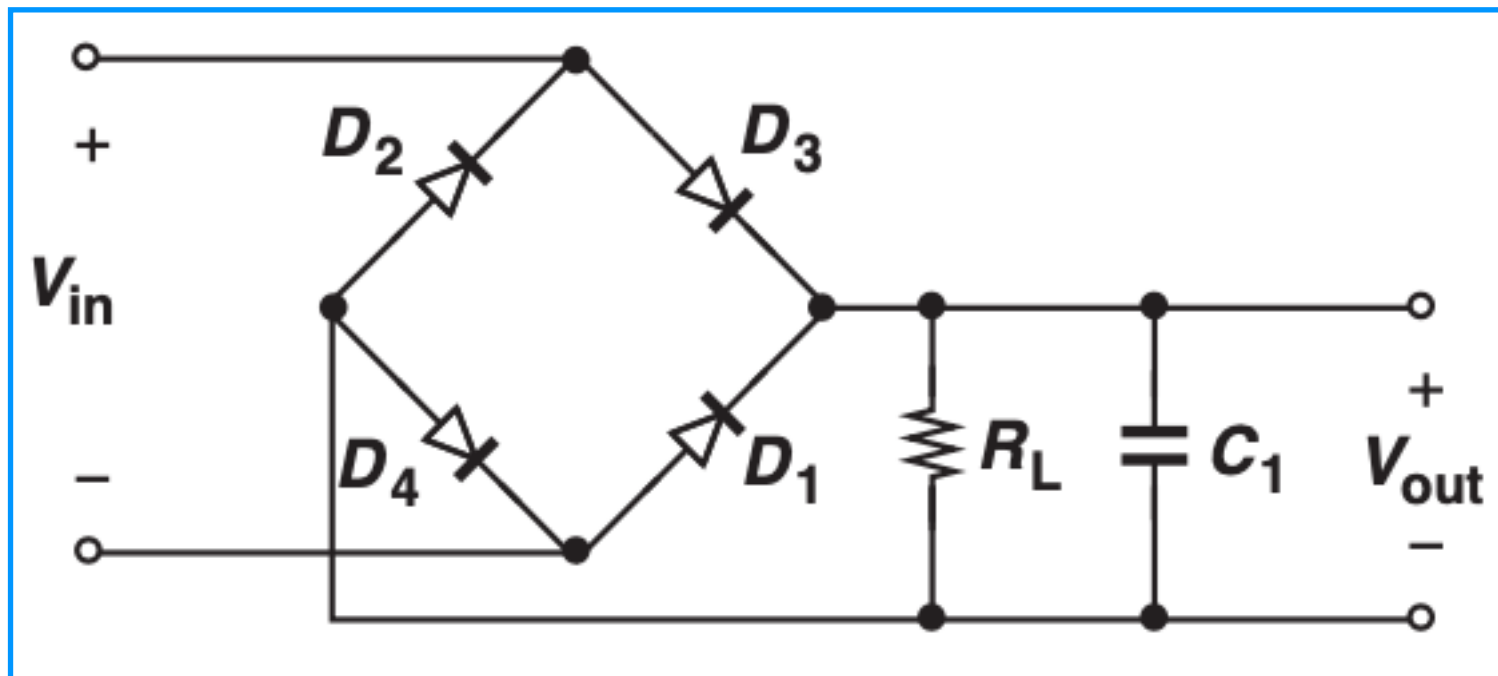 +
D2
D3
Vin
−
D4
D1
RL
C1
+
Vout
−